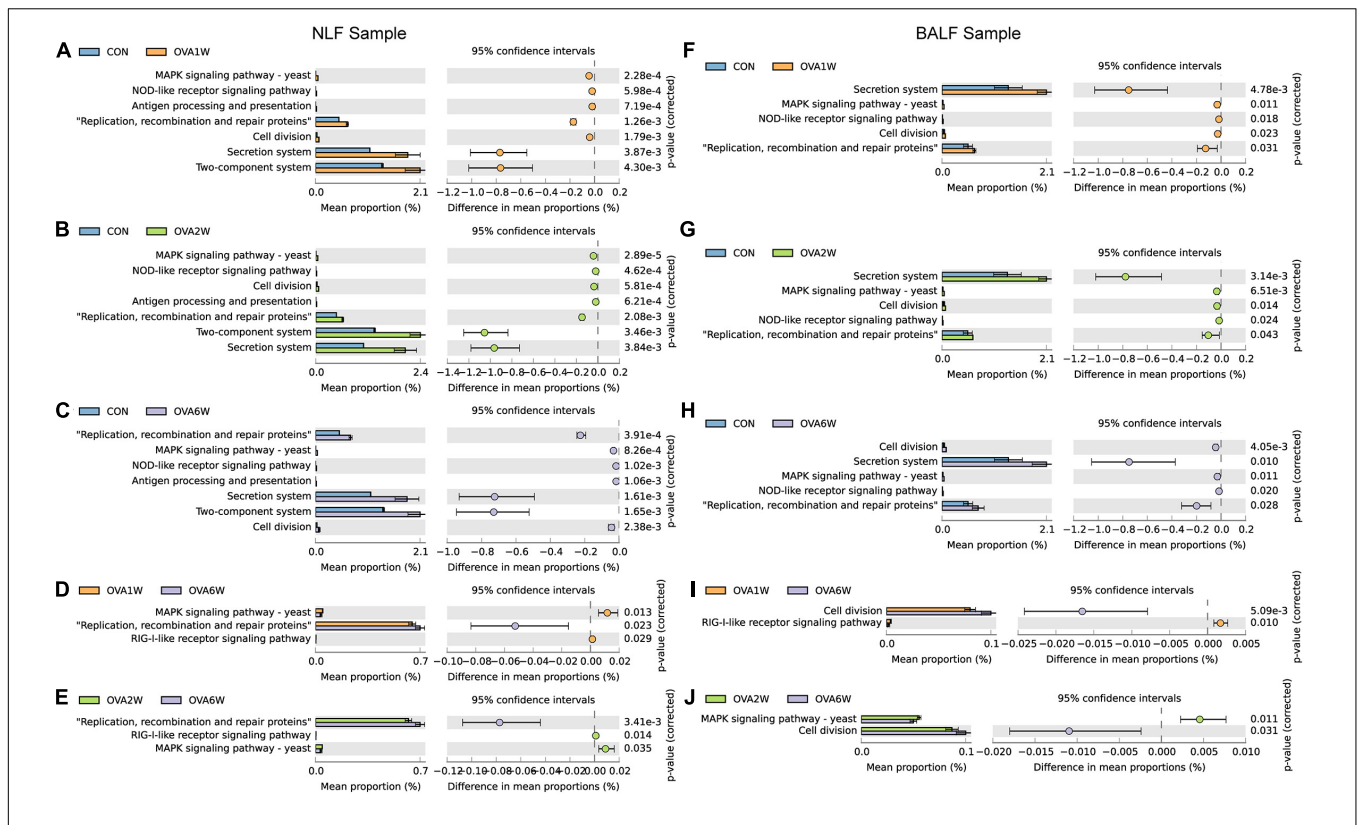 NLF Sample
A CON OVA1W 95% confidence intervals
MAPK signaling pathway - yeast 2.28e-4
NOD-like receptor signaling pathway 5.98e-4
Antigen processing and presentation 7.19e-4
"Replication, recombination and repair proteins" 1.26e-3
Cell division 1.79e-3
Secretion system 3.87e-3
Two-component system 4.30e-3
p-value (corrected)
0.0 2.1 −1.2 −1.0 −0.8 −0.6 −0.4 −0.2 0.0 0.2
Mean proportion (%) Difference in mean proportions (%)
B CON OVA2W 95% confidence intervals
MAPK signaling pathway - yeast 2.89e-5
NOD-like receptor signaling pathway 4.62e-4
Cell division 5.81e-4
Antigen processing and presentation 6.21e-4
"Replication, recombination and repair proteins" 2.08e-3
Two-component system 3.46e-3
Secretion system 3.84e-3
p-value (corrected)
0.0 2.4 −1.4 −1.2 −1.0 −0.8 −0.6 −0.4 −0.2 0.0 0.2
Mean proportion (%) Difference in mean proportions (%)
C CON OVA6W 95% confidence intervals
"Replication, recombination and repair proteins" 3.91e-4
MAPK signaling pathway - yeast 8.26e-4
NOD-like receptor signaling pathway 1.02e-3
Antigen processing and presentation 1.06e-3
Secretion system 1.61e-3
Two-component system 1.65e-3
Cell division 2.38e-3
p-value (corrected)
0.0 2.1 −1.0 −0.8 −0.6 −0.4 −0.2 0.0
Mean proportion (%) Difference in mean proportions (%)
D OVA1W OVA6W 95% confidence intervals
MAPK signaling pathway - yeast 0.013
"Replication, recombination and repair proteins" 0.023
RIG-I-like receptor signaling pathway 0.029
p-value (corrected)
0.0 0.7 −0.10 −0.08 −0.06 −0.04 −0.02 0.00 0.02
Mean proportion (%) Difference in mean proportions (%)
E OVA2W OVA6W 95% confidence intervals
"Replication, recombination and repair proteins" 3.41e-3
RIG-I-like receptor signaling pathway 0.014
MAPK signaling pathway - yeast 0.035
p-value (corrected)
0.0 0.7 −0.12 −0.10 −0.08 −0.06 −0.04 −0.02 0.00 0.02
Mean proportion (%) Difference in mean proportions (%)
BALF Sample
F CON OVA1W 95% confidence intervals
Secretion system 4.78e-3
MAPK signaling pathway - yeast 0.011
NOD-like receptor signaling pathway 0.018
Cell division 0.023
"Replication, recombination and repair proteins" 0.031
p-value (corrected)
0.0 2.1 −1.2 −1.0 −0.8 −0.6 −0.4 −0.2 0.0 0.2
Mean proportion (%) Difference in mean proportions (%)
G CON OVA2W 95% confidence intervals
Secretion system 3.14e-3
MAPK signaling pathway - yeast 6.51e-3
Cell division 0.014
NOD-like receptor signaling pathway 0.024
"Replication, recombination and repair proteins" 0.043
p-value (corrected)
0.0 2.1 −1.2 −1.0 −0.8 −0.6 −0.4 −0.2 0.0 0.2
Mean proportion (%) Difference in mean proportions (%)
H CON OVA6W 95% confidence intervals
Cell division 4.05e-3
Secretion system 0.010
MAPK signaling pathway - yeast 0.011
NOD-like receptor signaling pathway 0.020
"Replication, recombination and repair proteins" 0.028
p-value (corrected)
0.0 2.1 −1.2 −1.0 −0.8 −0.6 −0.4 −0.2 0.0 0.2
Mean proportion (%) Difference in mean proportions (%)
I OVA1W OVA6W 95% confidence intervals
Cell division 5.09e-3
RIG-I-like receptor signaling pathway 0.010
p-value (corrected)
0.0 0.1 −0.025 −0.020 −0.015 −0.010 −0.005 0.000 0.005
Mean proportion (%) Difference in mean proportions (%)
J OVA2W OVA6W 95% confidence intervals
MAPK signaling pathway - yeast 0.011
Cell division 0.031
p-value (corrected)
0.0 0.1 −0.020 −0.015 −0.010 −0.005 0.000 0.005 0.010
Mean proportion (%) Difference in mean proportions (%)